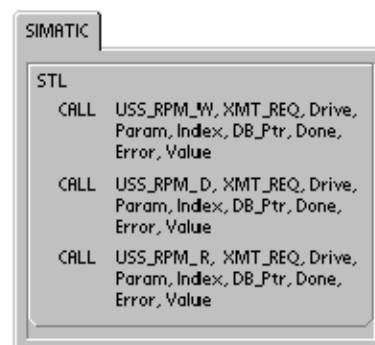 SIMATIC
STL
CALL USS_RPM_W, XMT_REQ, Drive,
Param, Index, DB_Ptr, Done,
Error, Value
CALL USS_RPM_D, XMT_REQ, Drive,
Param, Index, DB_Ptr, Done,
Error, Value
CALL USS_RPM_R, XMT_REQ, Drive,
Param, Index, DB_Ptr, Done,
Error, Value